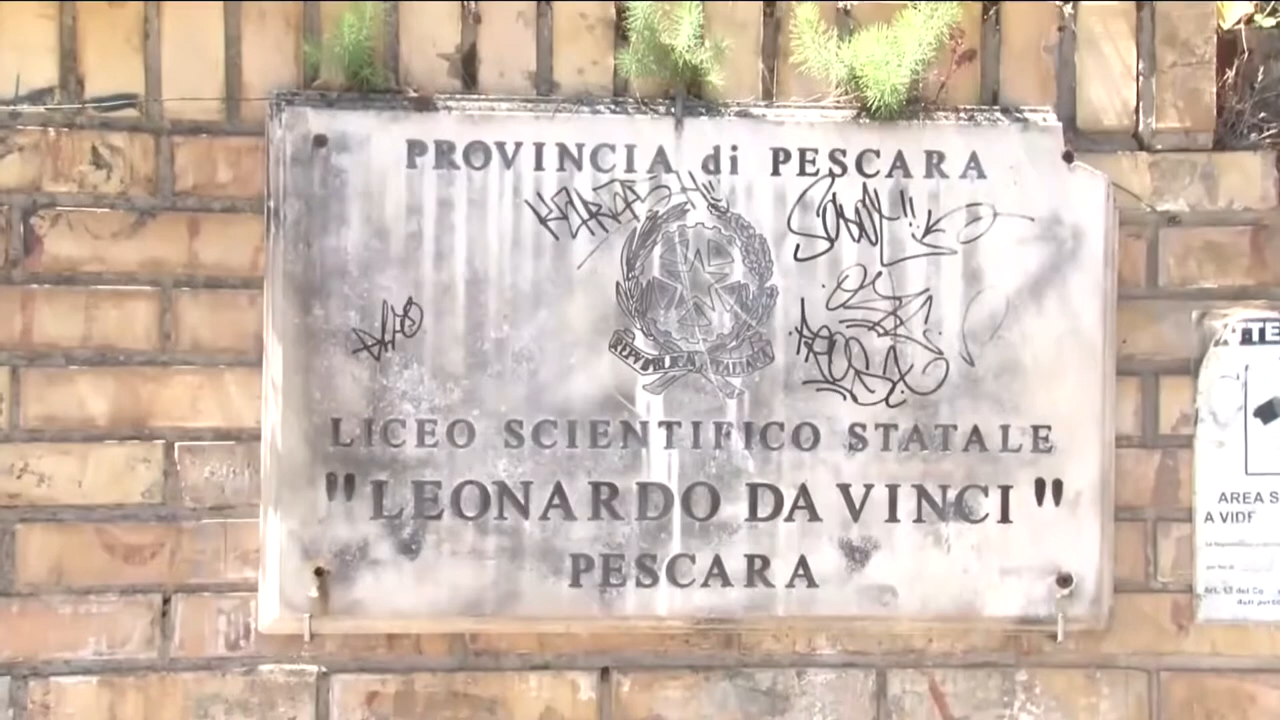 PROVINCIA di PESCARA
REPVBBLICA ITALIANA
LICEO SCIENTIFICO STATALE
"LEONARDO DA VINCI"
PESCARA
AREA
A VIDE